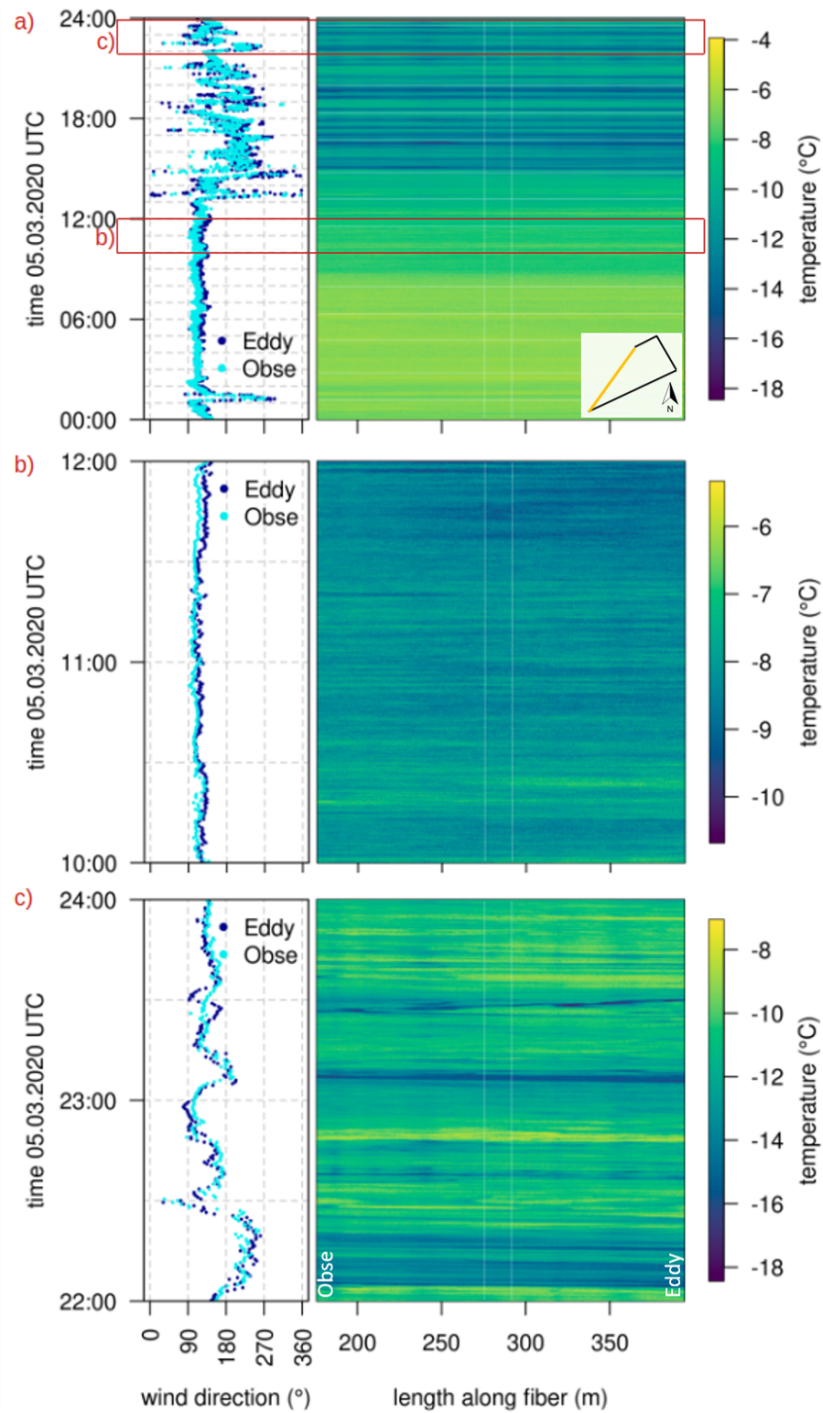 a)
24:00
c)
18:00
12:00
b)
06:00
00:00
time 05.03.2020 UTC
Eddy
Obse
N
-4
-6
-8
-10
-12
-14
-16
-18
temperature (°C)
b)
12:00
11:00
10:00
time 05.03.2020 UTC
Eddy
Obse
-6
-7
-8
-9
-10
temperature (°C)
c)
24:00
23:00
22:00
time 05.03.2020 UTC
Eddy
Obse
Obse
Eddy
-8
-10
-12
-14
-16
-18
temperature (°C)
0
90
180
270
360
200
250
300
350
wind direction (°)
length along fiber (m)